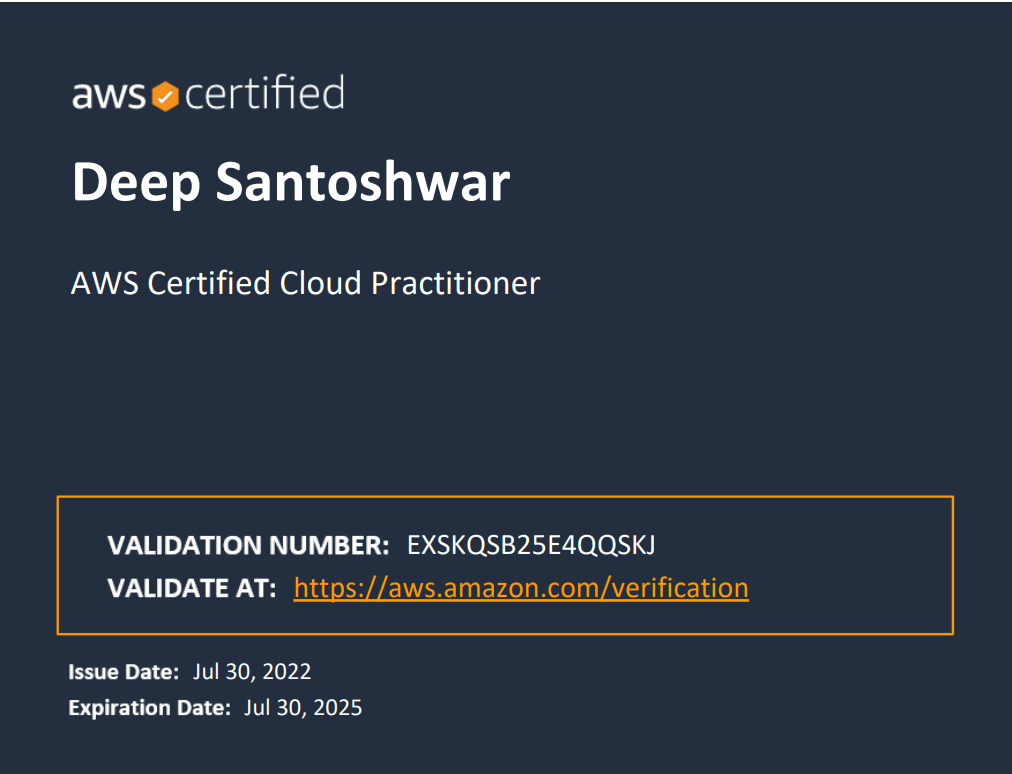 aws certified
Deep Santoshwar
AWS Certified Cloud Practitioner
VALIDATION NUMBER: EXSKQSB25E4QQSKJ
VALIDATE AT: https://aws.amazon.com/verification
Issue Date: Jul 30, 2022
Expiration Date: Jul 30, 2025